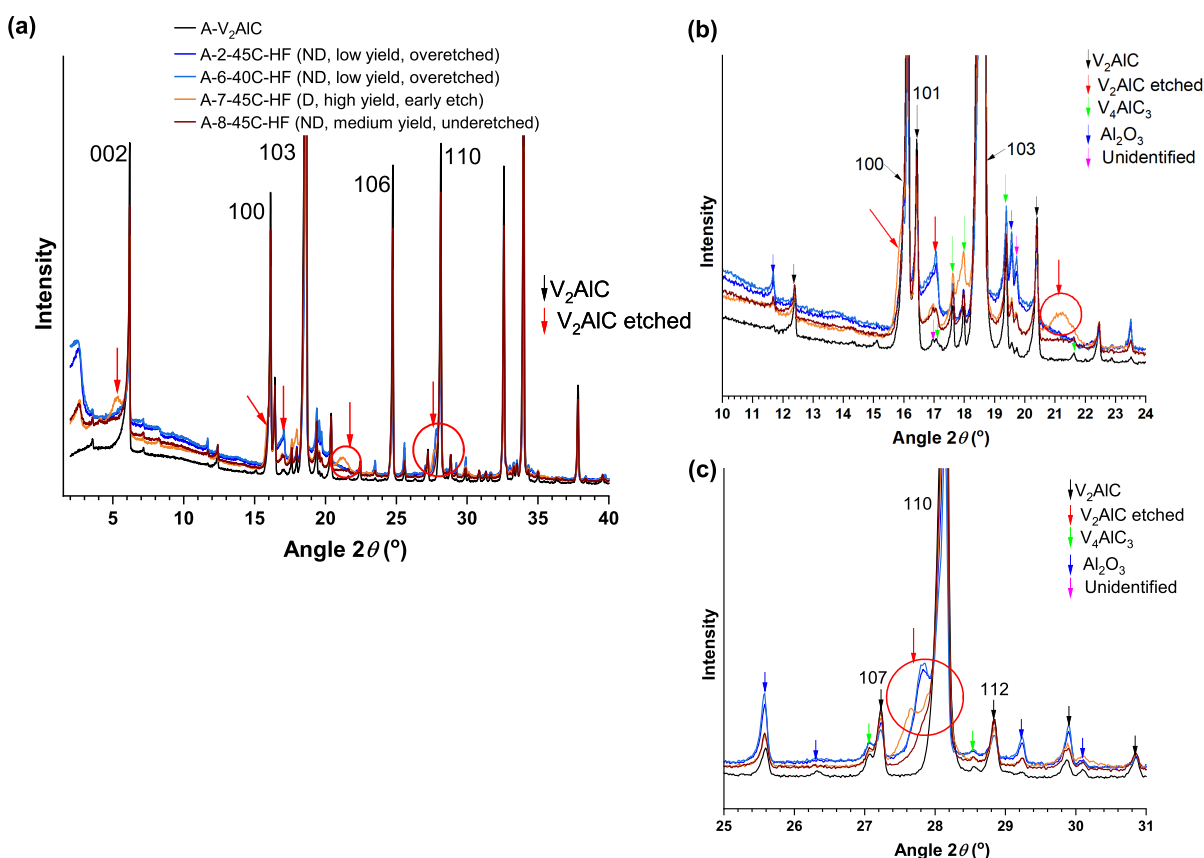 (a)
A-V₂AlC
A-2-45C-HF (ND, low yield, overetched)
A-6-40C-HF (ND, low yield, overetched)
A-7-45C-HF (D, high yield, early etch)
A-8-45C-HF (ND, medium yield, underetched)
002
103
110
100
106
V₂AlC
V₂AlC etched
Intensity
5 10 15 20 25 30 35 40
Angle 2θ (°)
(b)
V₂AlC
V₂AlC etched
V₄AlC₃
Al₂O₃
Unidentified
101
100
103
Intensity
10 11 12 13 14 15 16 17 18 19 20 21 22 23 24
Angle 2θ (°)
(c)
110
V₂AlC
V₂AlC etched
V₄AlC₃
Al₂O₃
Unidentified
107
112
Intensity
25 26 27 28 29 30 31
Angle 2θ (°)